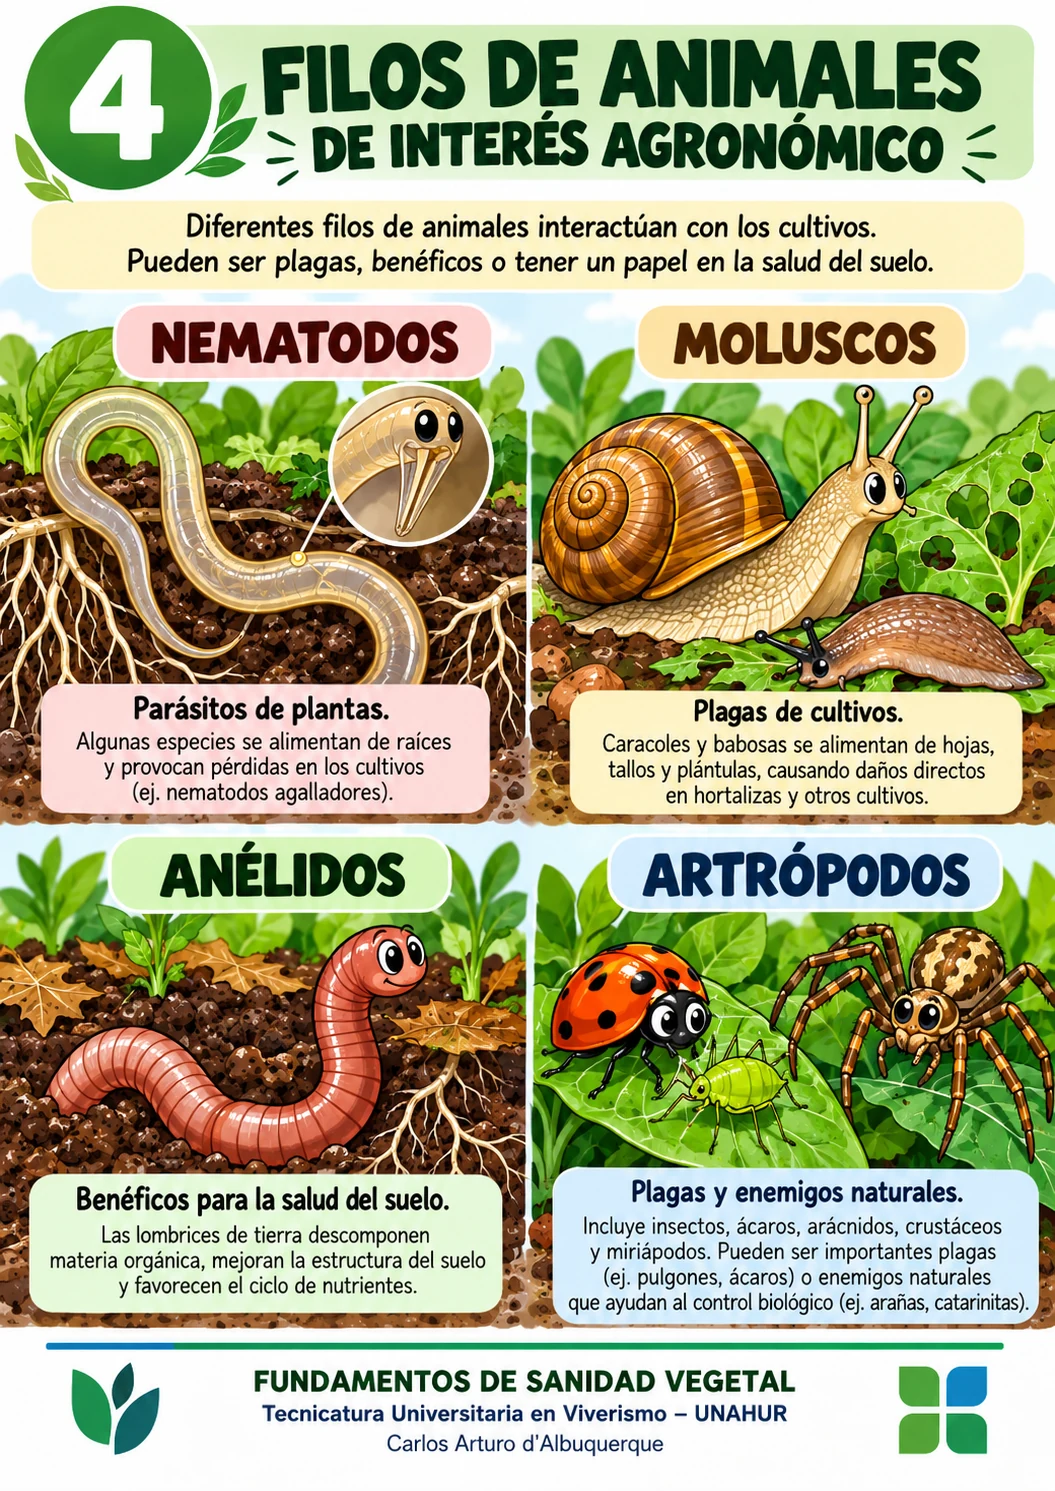 4
FILOS DE ANIMALES
DE INTERÉS AGRONÓMICO
Diferentes filos de animales interactúan con los cultivos.
Pueden ser plagas, benéficos o tener un papel en la salud del suelo.
NEMATODOS
Parásitos de plantas.
Algunas especies se alimentan de raíces
y provocan pérdidas en los cultivos
(ej. nematodos agalladores).
MOLUSCOS
Plagas de cultivos.
Caracoles y babosas se alimentan de hojas,
tallos y plántulas, causando daños directos
en hortalizas y otros cultivos.
ANÉLIDOS
Benéficos para la salud del suelo.
Las lombrices de tierra descomponen
materia orgánica, mejoran la estructura del suelo
y favorecen el ciclo de nutrientes.
ARTRÓPODOS
Plagas y enemigos naturales.
Incluye insectos, ácaros, arácnidos, crustáceos
y miriápodos. Pueden ser importantes plagas
(ej. pulgones, ácaros) o enemigos naturales
que ayudan al control biológico (ej. arañas, catarinitas).
FUNDAMENTOS DE SANIDAD VEGETAL
Tecnicatura Universitaria en Viverismo – UNAHUR
Carlos Arturo d'Albuquerque